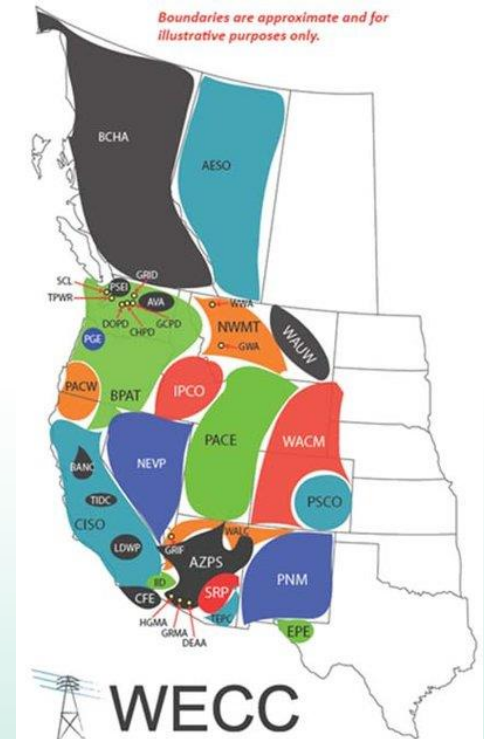 Boundaries are approximate and for
illustrative purposes only.
BCHA
AESO
GRID
SCL
PSEI
TPWR
AVA
WWA
DOPD
GCPD
CHPD
NWMT
GWA
WAUW
PGE
PACW
BPAT
IPCO
PACE
WACM
NEVP
BANC
PSCO
TIDC
CISO
WALC
LDWP
GRIF
AZPS
IID
CFE
SRP
PNM
TEPC
HGMA
GRMA
DEAA
EPE
WECC